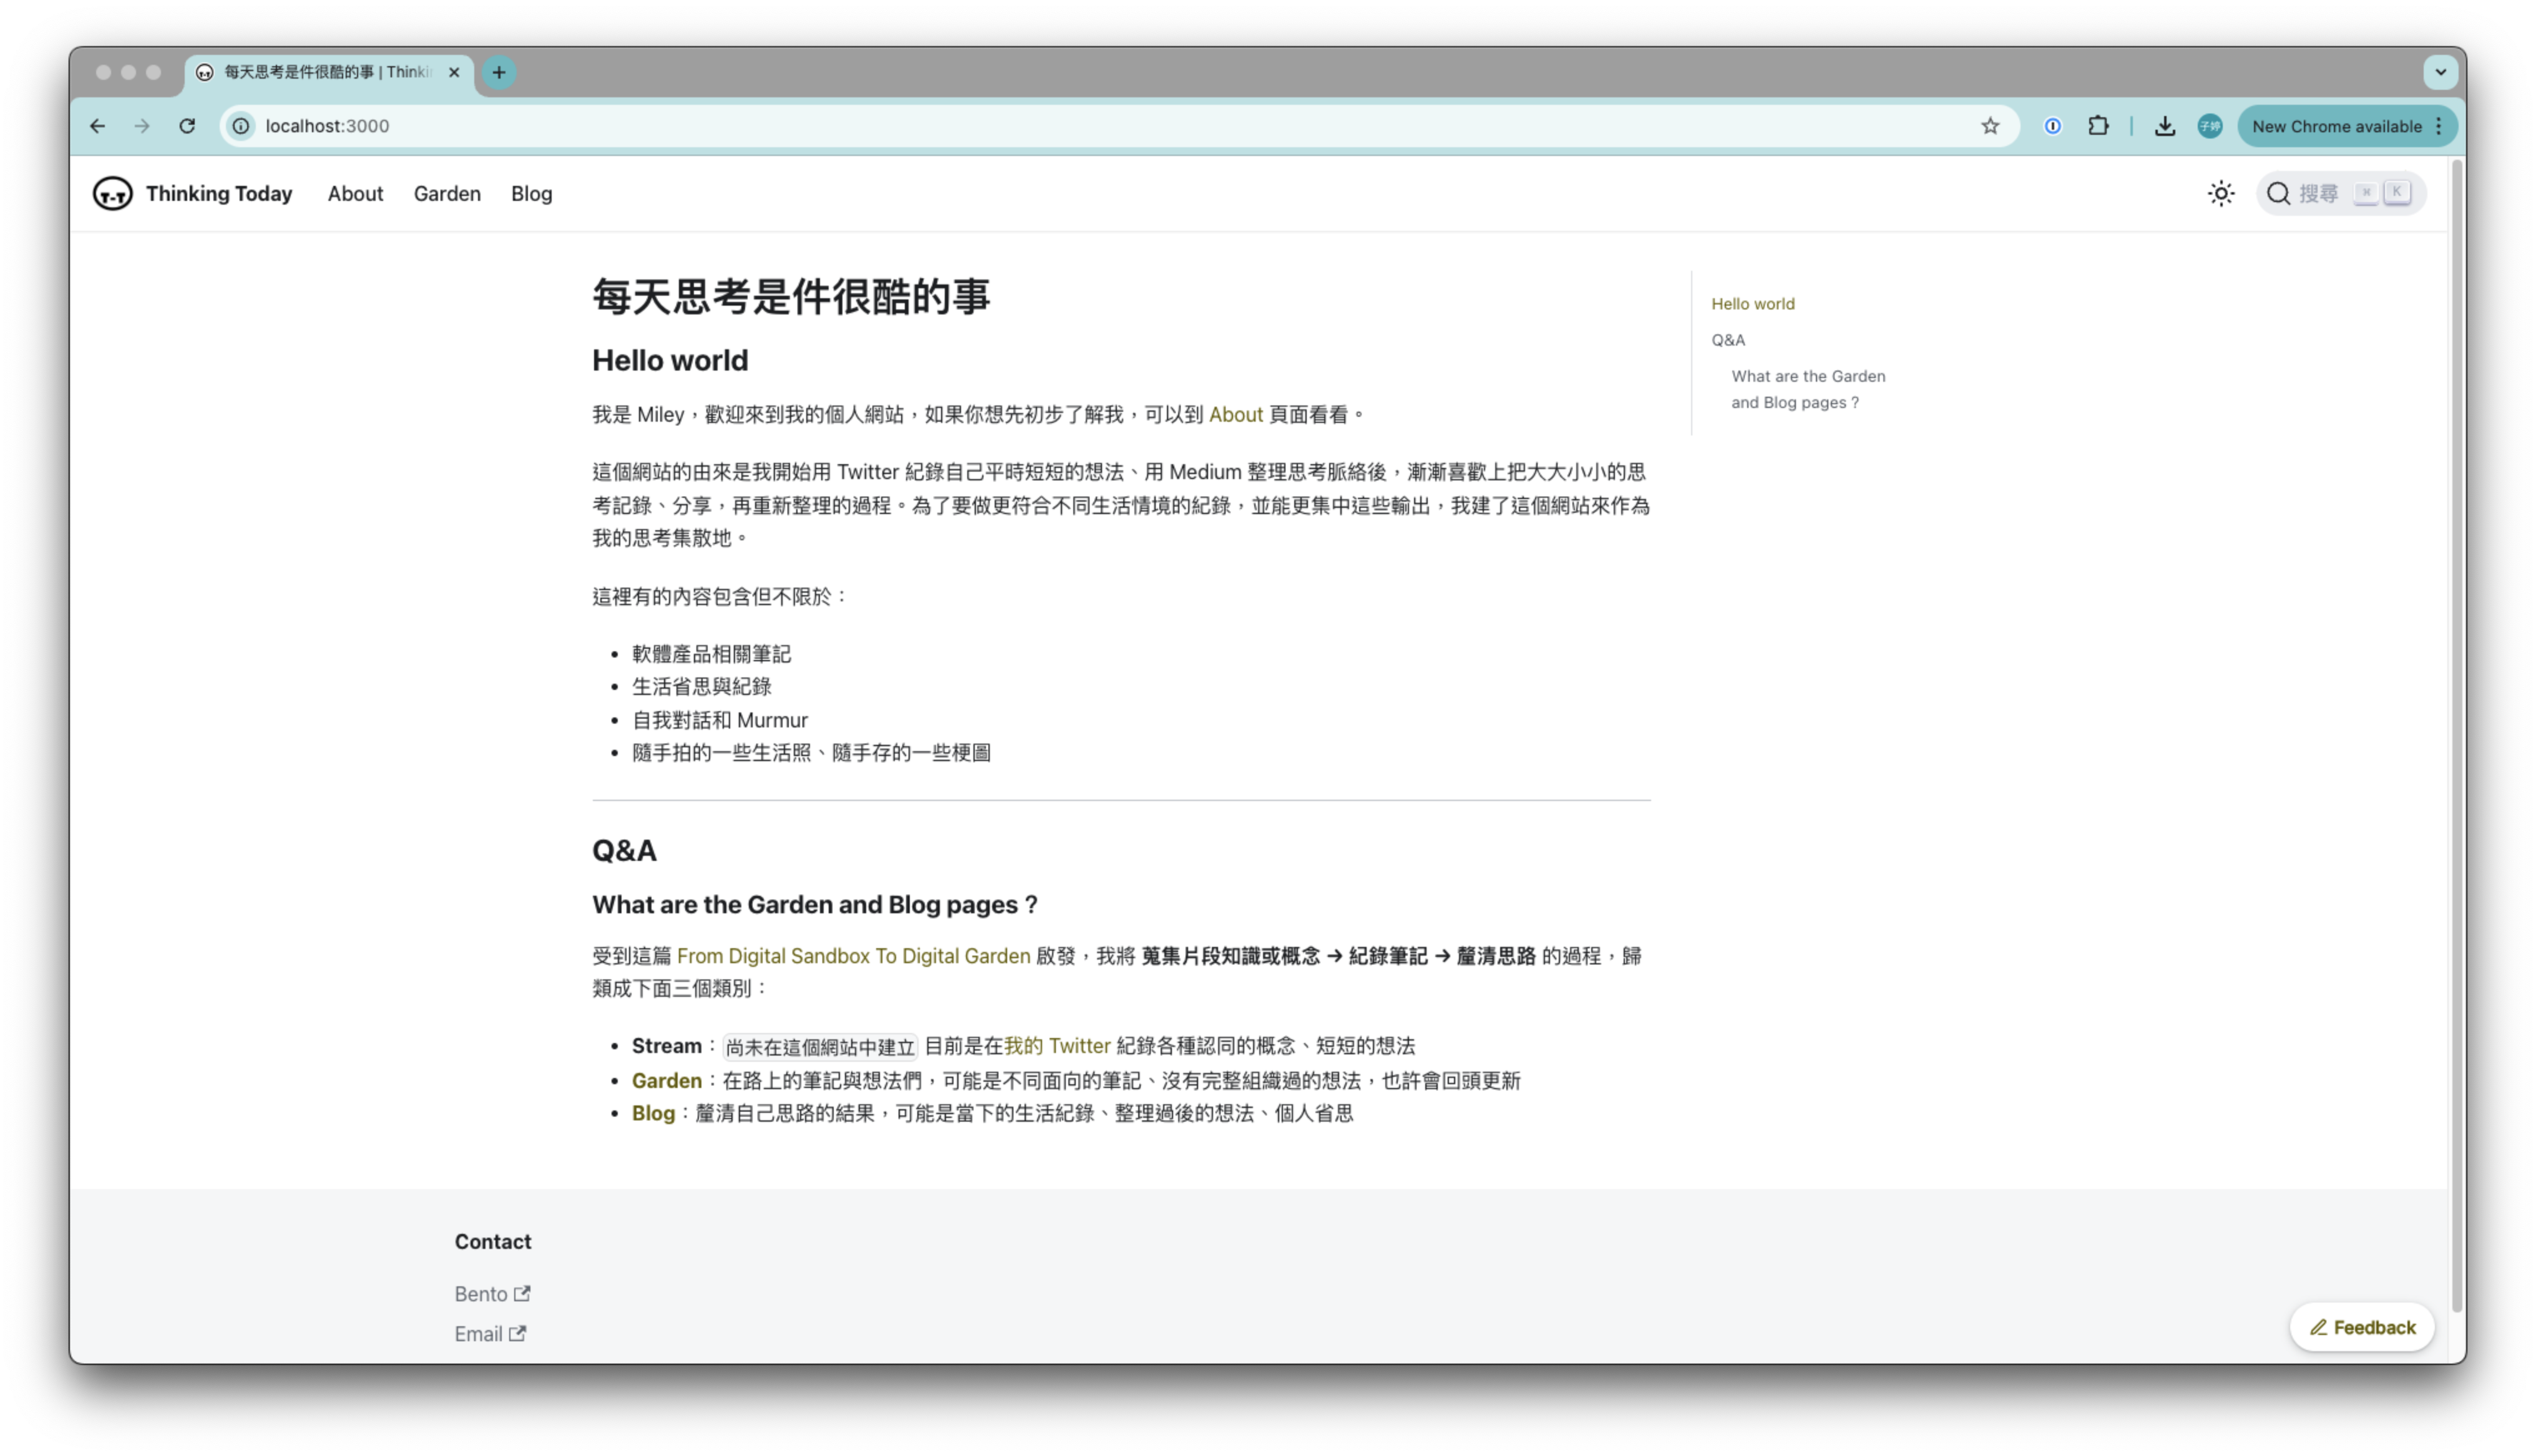 每天思考是件很酷的事 | Thinki
localhost:3000
子婷
New Chrome available
T-T
Thinking Today
About
Garden
Blog
搜尋
⌘ K
每天思考是件很酷的事
Hello world
我是 Miley，歡迎來到我的個人網站，如果你想先初步了解我，可以到 About 頁面看看。
這個網站的由來是我開始用 Twitter 紀錄自己平時短短的想法、用 Medium 整理思考脈絡後，漸漸喜歡上把大大小小的思
考記錄、分享，再重新整理的過程。為了要做更符合不同生活情境的紀錄，並能更集中這些輸出，我建了這個網站來作為
我的思考集散地。
這裡有的內容包含但不限於：
軟體產品相關筆記
生活省思與紀錄
自我對話和 Murmur
隨手拍的一些生活照、隨手存的一些梗圖
Q&A
What are the Garden and Blog pages？
受到這篇 From Digital Sandbox To Digital Garden 啟發，我將 蒐集片段知識或概念 → 紀錄筆記 → 釐清思路 的過程，歸
類成下面三個類別：
Stream：尚未在這個網站中建立 目前是在我的 Twitter 紀錄各種認同的概念、短短的想法
Garden：在路上的筆記與想法們，可能是不同面向的筆記、沒有完整組織過的想法，也許會回頭更新
Blog：釐清自己思路的結果，可能是當下的生活紀錄、整理過後的想法、個人省思
Hello world
Q&A
What are the Garden
and Blog pages？
Contact
Bento
Email
Feedback